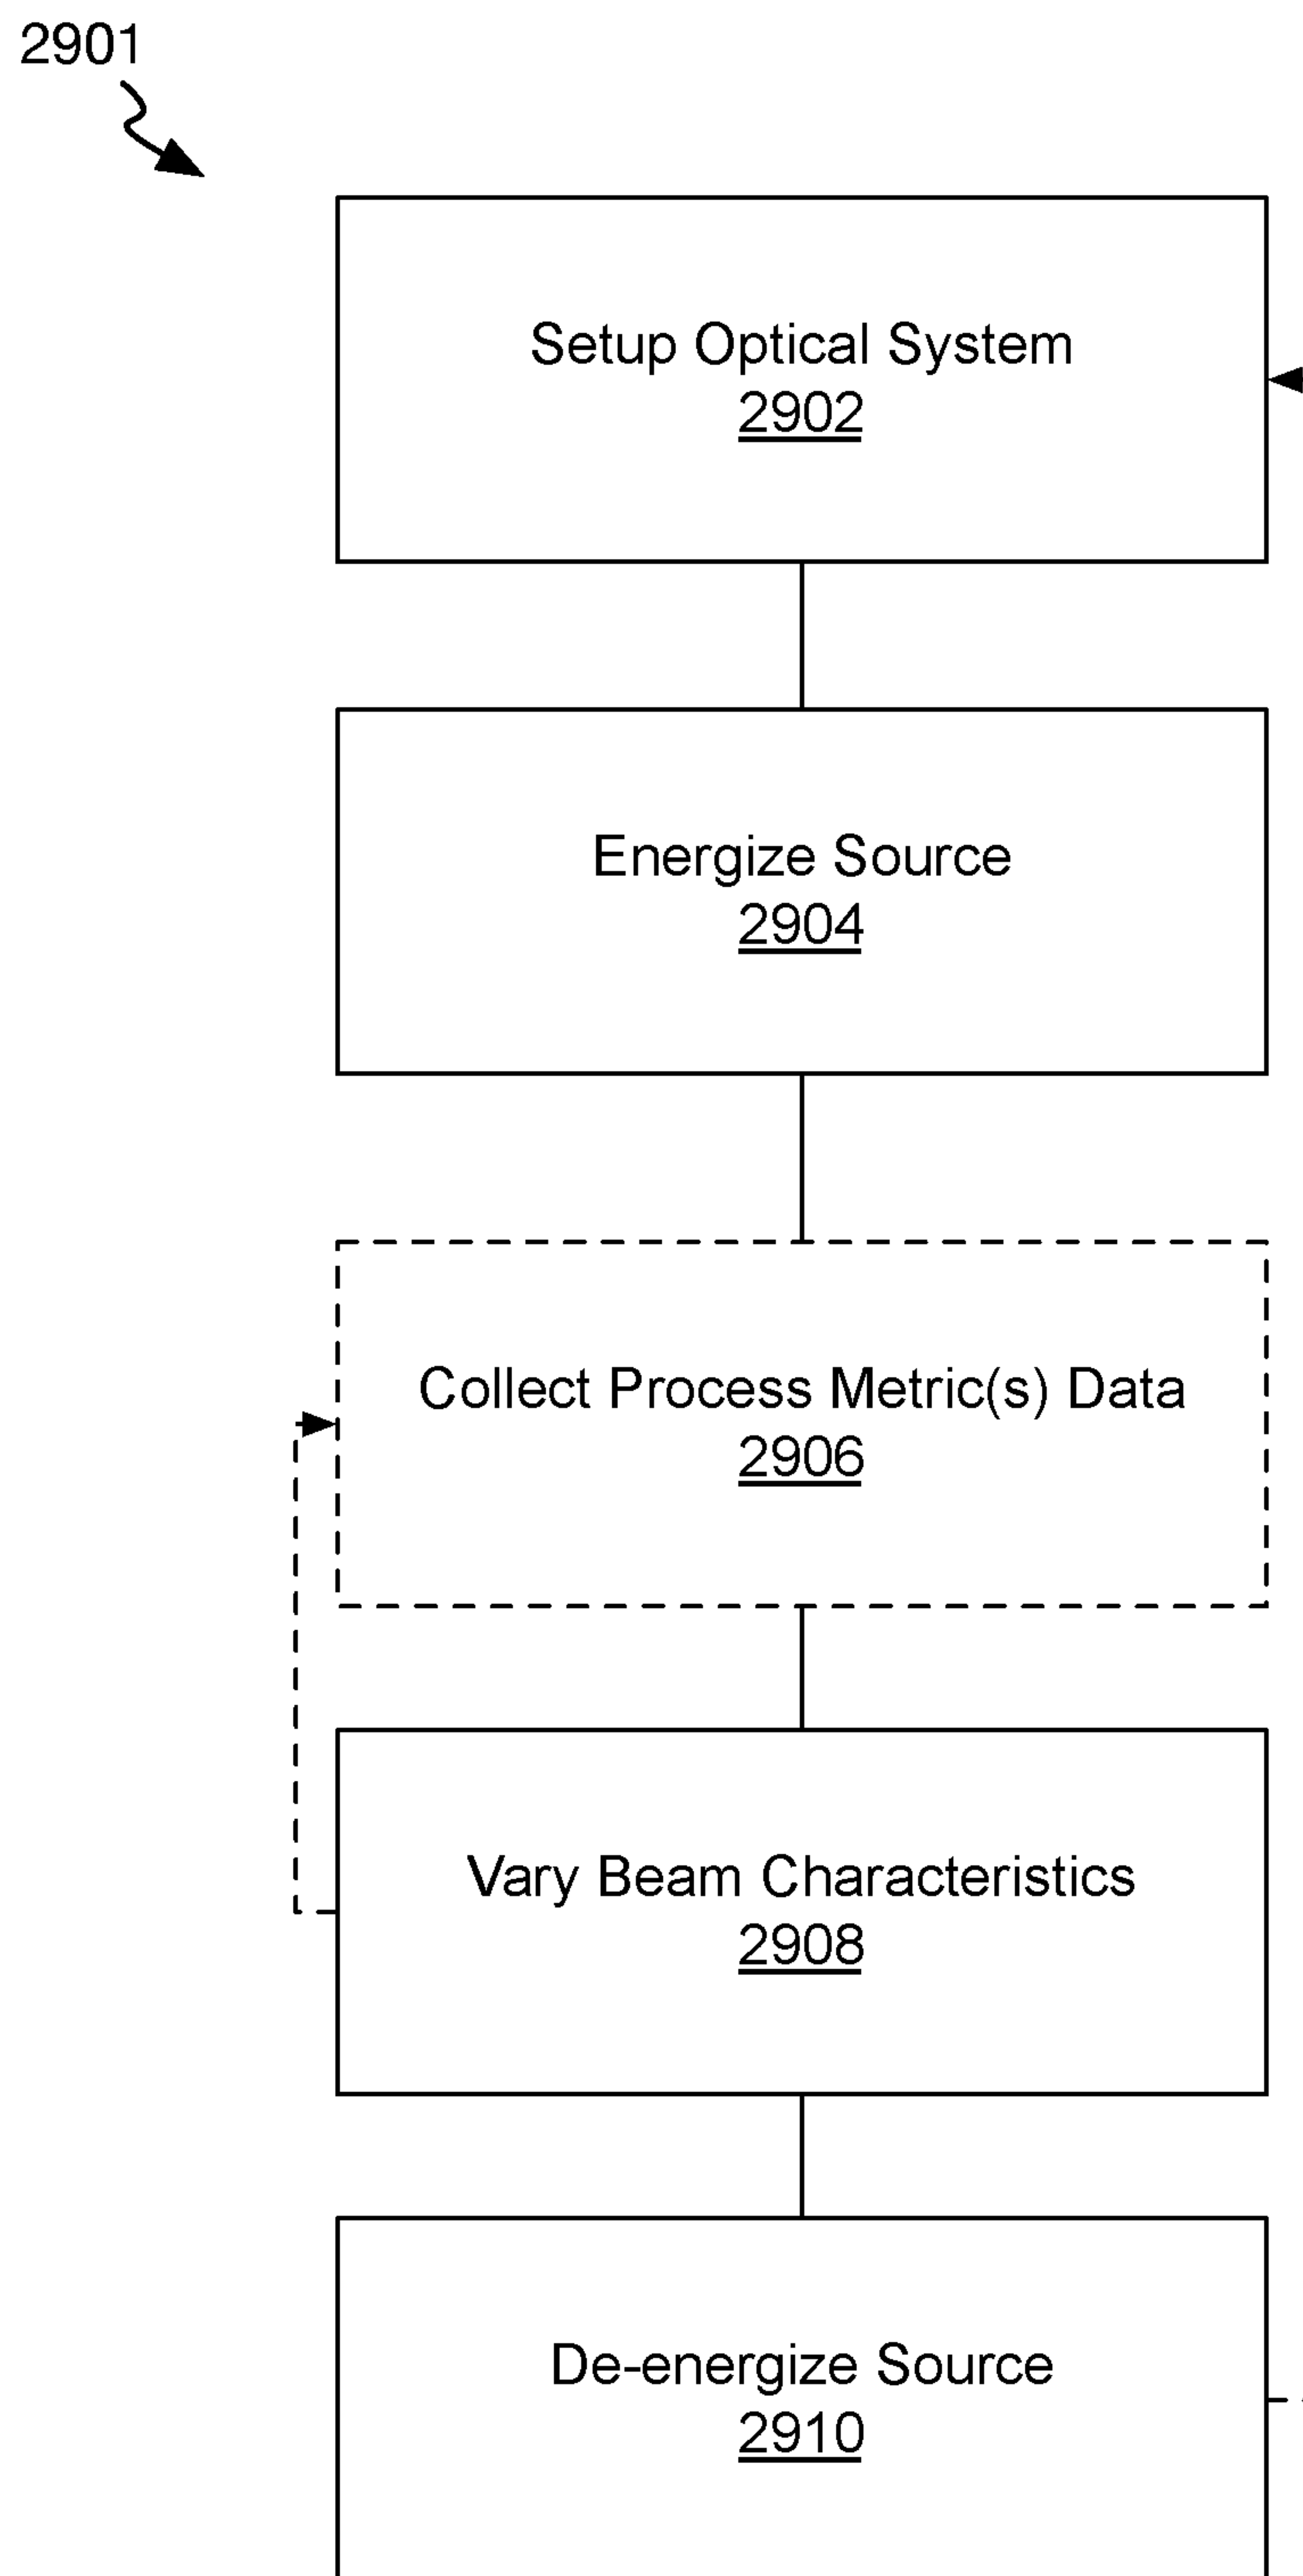 2901
Setup Optical System
2902
Energize Source
2904
Collect Process Metric(s) Data
2906
Vary Beam Characteristics
2908
De-energize Source
2910